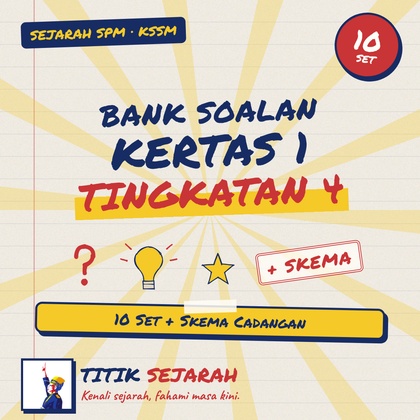 SEJARAH SPM · KSSM
10
SET
BANK SOALAN
KERTAS 1
TINGKATAN 4
?
+ SKEMA
10 SET + SKEMA CADANGAN
TITIK SEJARAH
Kenali sejarah, fahami masa kini.